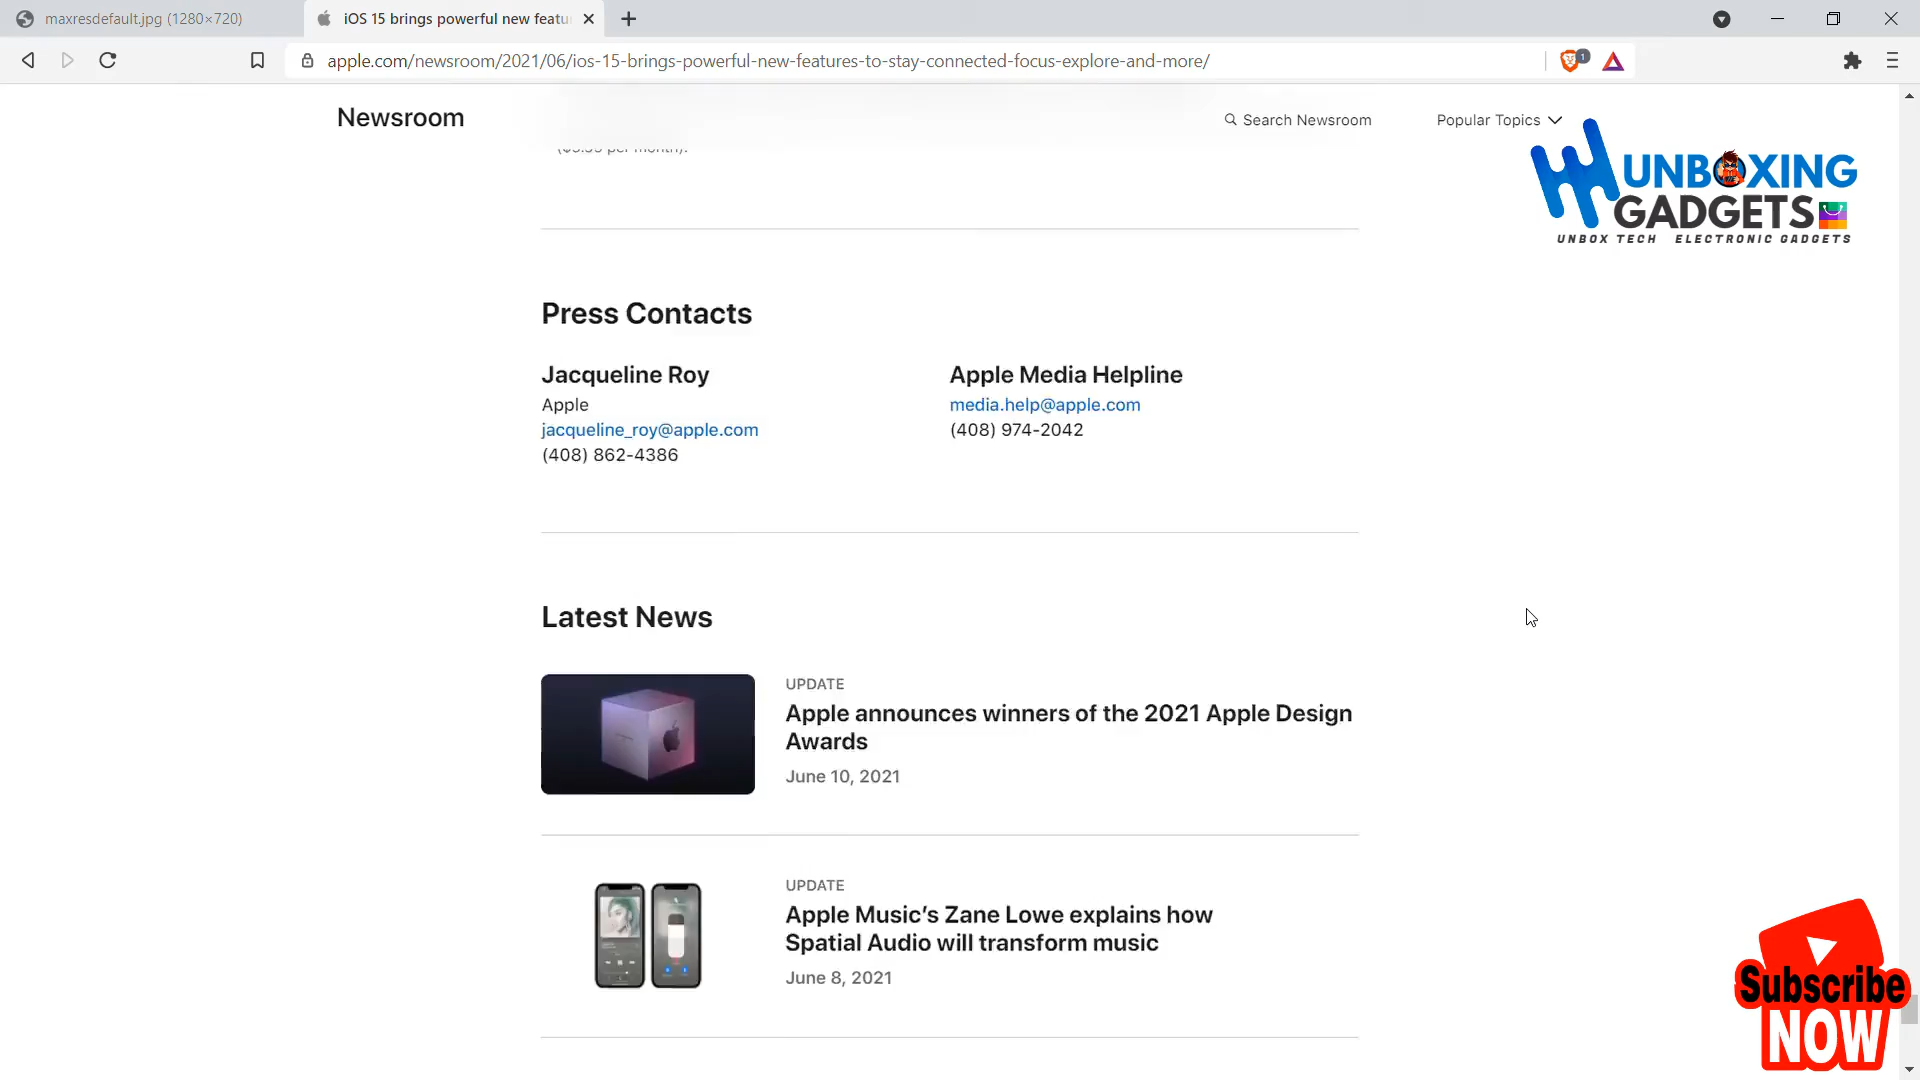 maxresdefault.jpg (1280×720)
iOS 15 brings powerful new featu
apple.com/newsroom/2021/06/ios-15-brings-powerful-new-features-to-stay-connected-focus-explore-and-more/
1
Newsroom
Search Newsroom
Popular Topics
per month).
UNBOXING
GADGETS
UNBOX TECH ELECTRONIC GADGETS
Press Contacts
Jacqueline Roy
Apple
jacqueline_roy@apple.com
(408) 862-4386
Apple Media Helpline
media.help@apple.com
(408) 974-2042
Latest News
UPDATE
Apple announces winners of the 2021 Apple Design
Awards
June 10, 2021
UPDATE
Apple Music’s Zane Lowe explains how
Spatial Audio will transform music
June 8, 2021
Subscribe
NOW